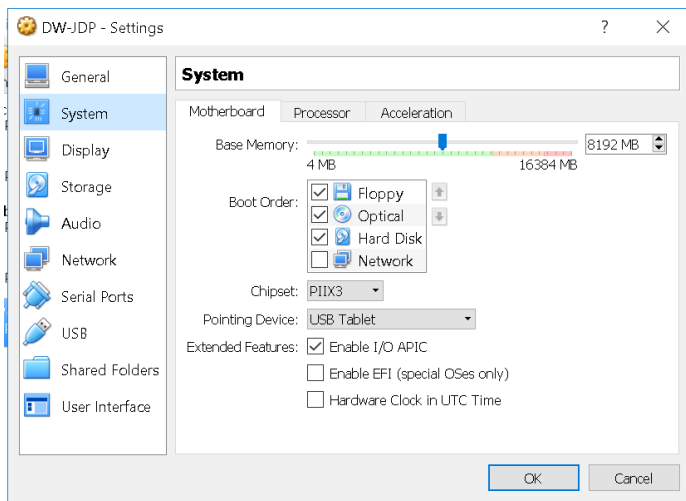 DW-JDP - Settings
?
General
System
Display
Storage
Audio
Network
Serial Ports
USB
Shared Folders
User Interface
System
Motherboard Processor Acceleration
Base Memory: 8192 MB
4 MB 16384 MB
Boot Order:
Floppy
Optical
Hard Disk
Network
Chipset: PIIX3
Pointing Device: USB Tablet
Extended Features: Enable I/O APIC
Enable EFI (special OSes only)
Hardware Clock in UTC Time
OK Cancel